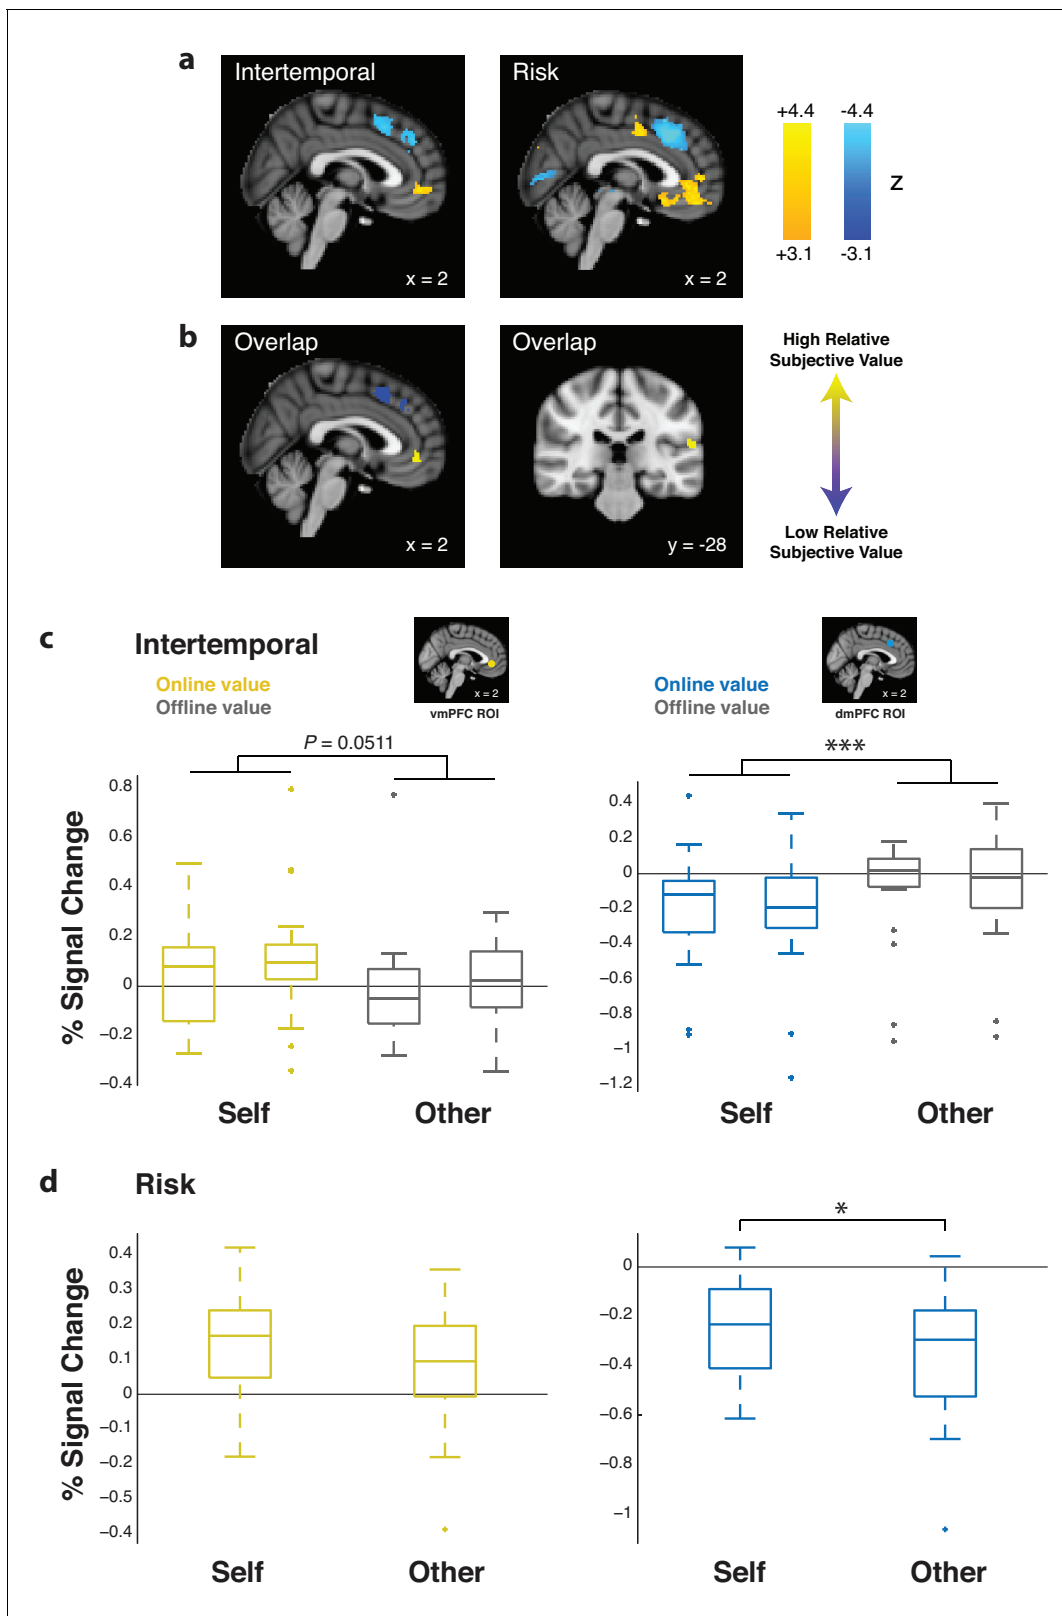 a
Intertemporal
x = 2
Risk
x = 2
+4.4
-4.4
+3.1
-3.1
z
b
Overlap
x = 2
Overlap
y = -28
High Relative
Subjective Value
Low Relative
Subjective Value
c
Intertemporal
Online value
Offline value
x = 2
vmPFC ROI
P = 0.0511
% Signal Change
0.8
0.6
0.4
0.2
0
−0.2
−0.4
Self
Other
Online value
Offline value
x = 2
dmPFC ROI
***
0.4
0.2
0
−0.2
−0.4
−0.6
−0.8
−1
−1.2
Self
Other
d
Risk
% Signal Change
0.4
0.3
0.2
0.1
0
−0.1
−0.2
−0.5
−0.4
Self
Other
*
0
−0.2
−0.4
−0.6
−0.8
−1
Self
Other